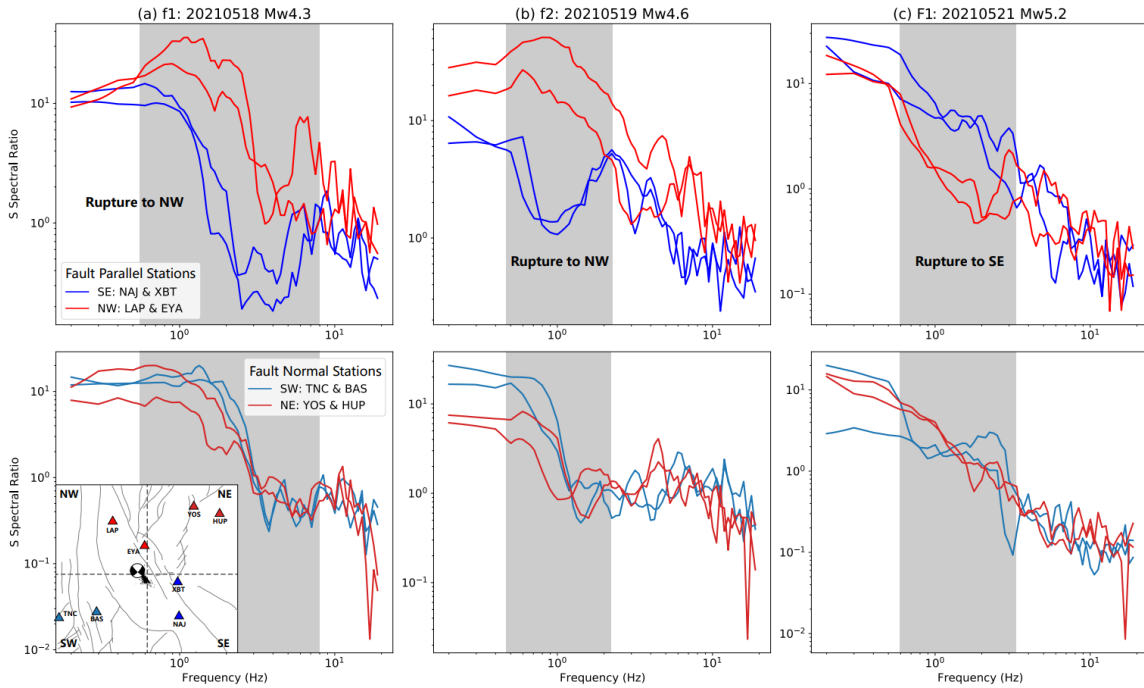 (a) f1: 20210518 Mw4.3
(b) f2: 20210519 Mw4.6
(c) F1: 20210521 Mw5.2
S Spectral Ratio
10¹
10⁰
Rupture to NW
Fault Parallel Stations
SE: NAJ & XBT
NW: LAP & EYA
10⁰
10¹
10¹
10⁰
Rupture to NW
10⁰
10¹
10¹
10⁰
10⁻¹
Rupture to SE
10⁰
10¹
S Spectral Ratio
10¹
10⁰
10⁻¹
10⁻²
Fault Normal Stations
SW: TNC & BAS
NE: YOS & HUP
NW
NE
LAP
YOS
HUP
EYA
XBT
TNC
BAS
NAJ
SW
SE
10⁰
10¹
Frequency (Hz)
10¹
10⁰
10⁻¹
10⁰
10¹
Frequency (Hz)
10¹
10⁰
10⁻¹
10⁻²
10⁰
10¹
Frequency (Hz)